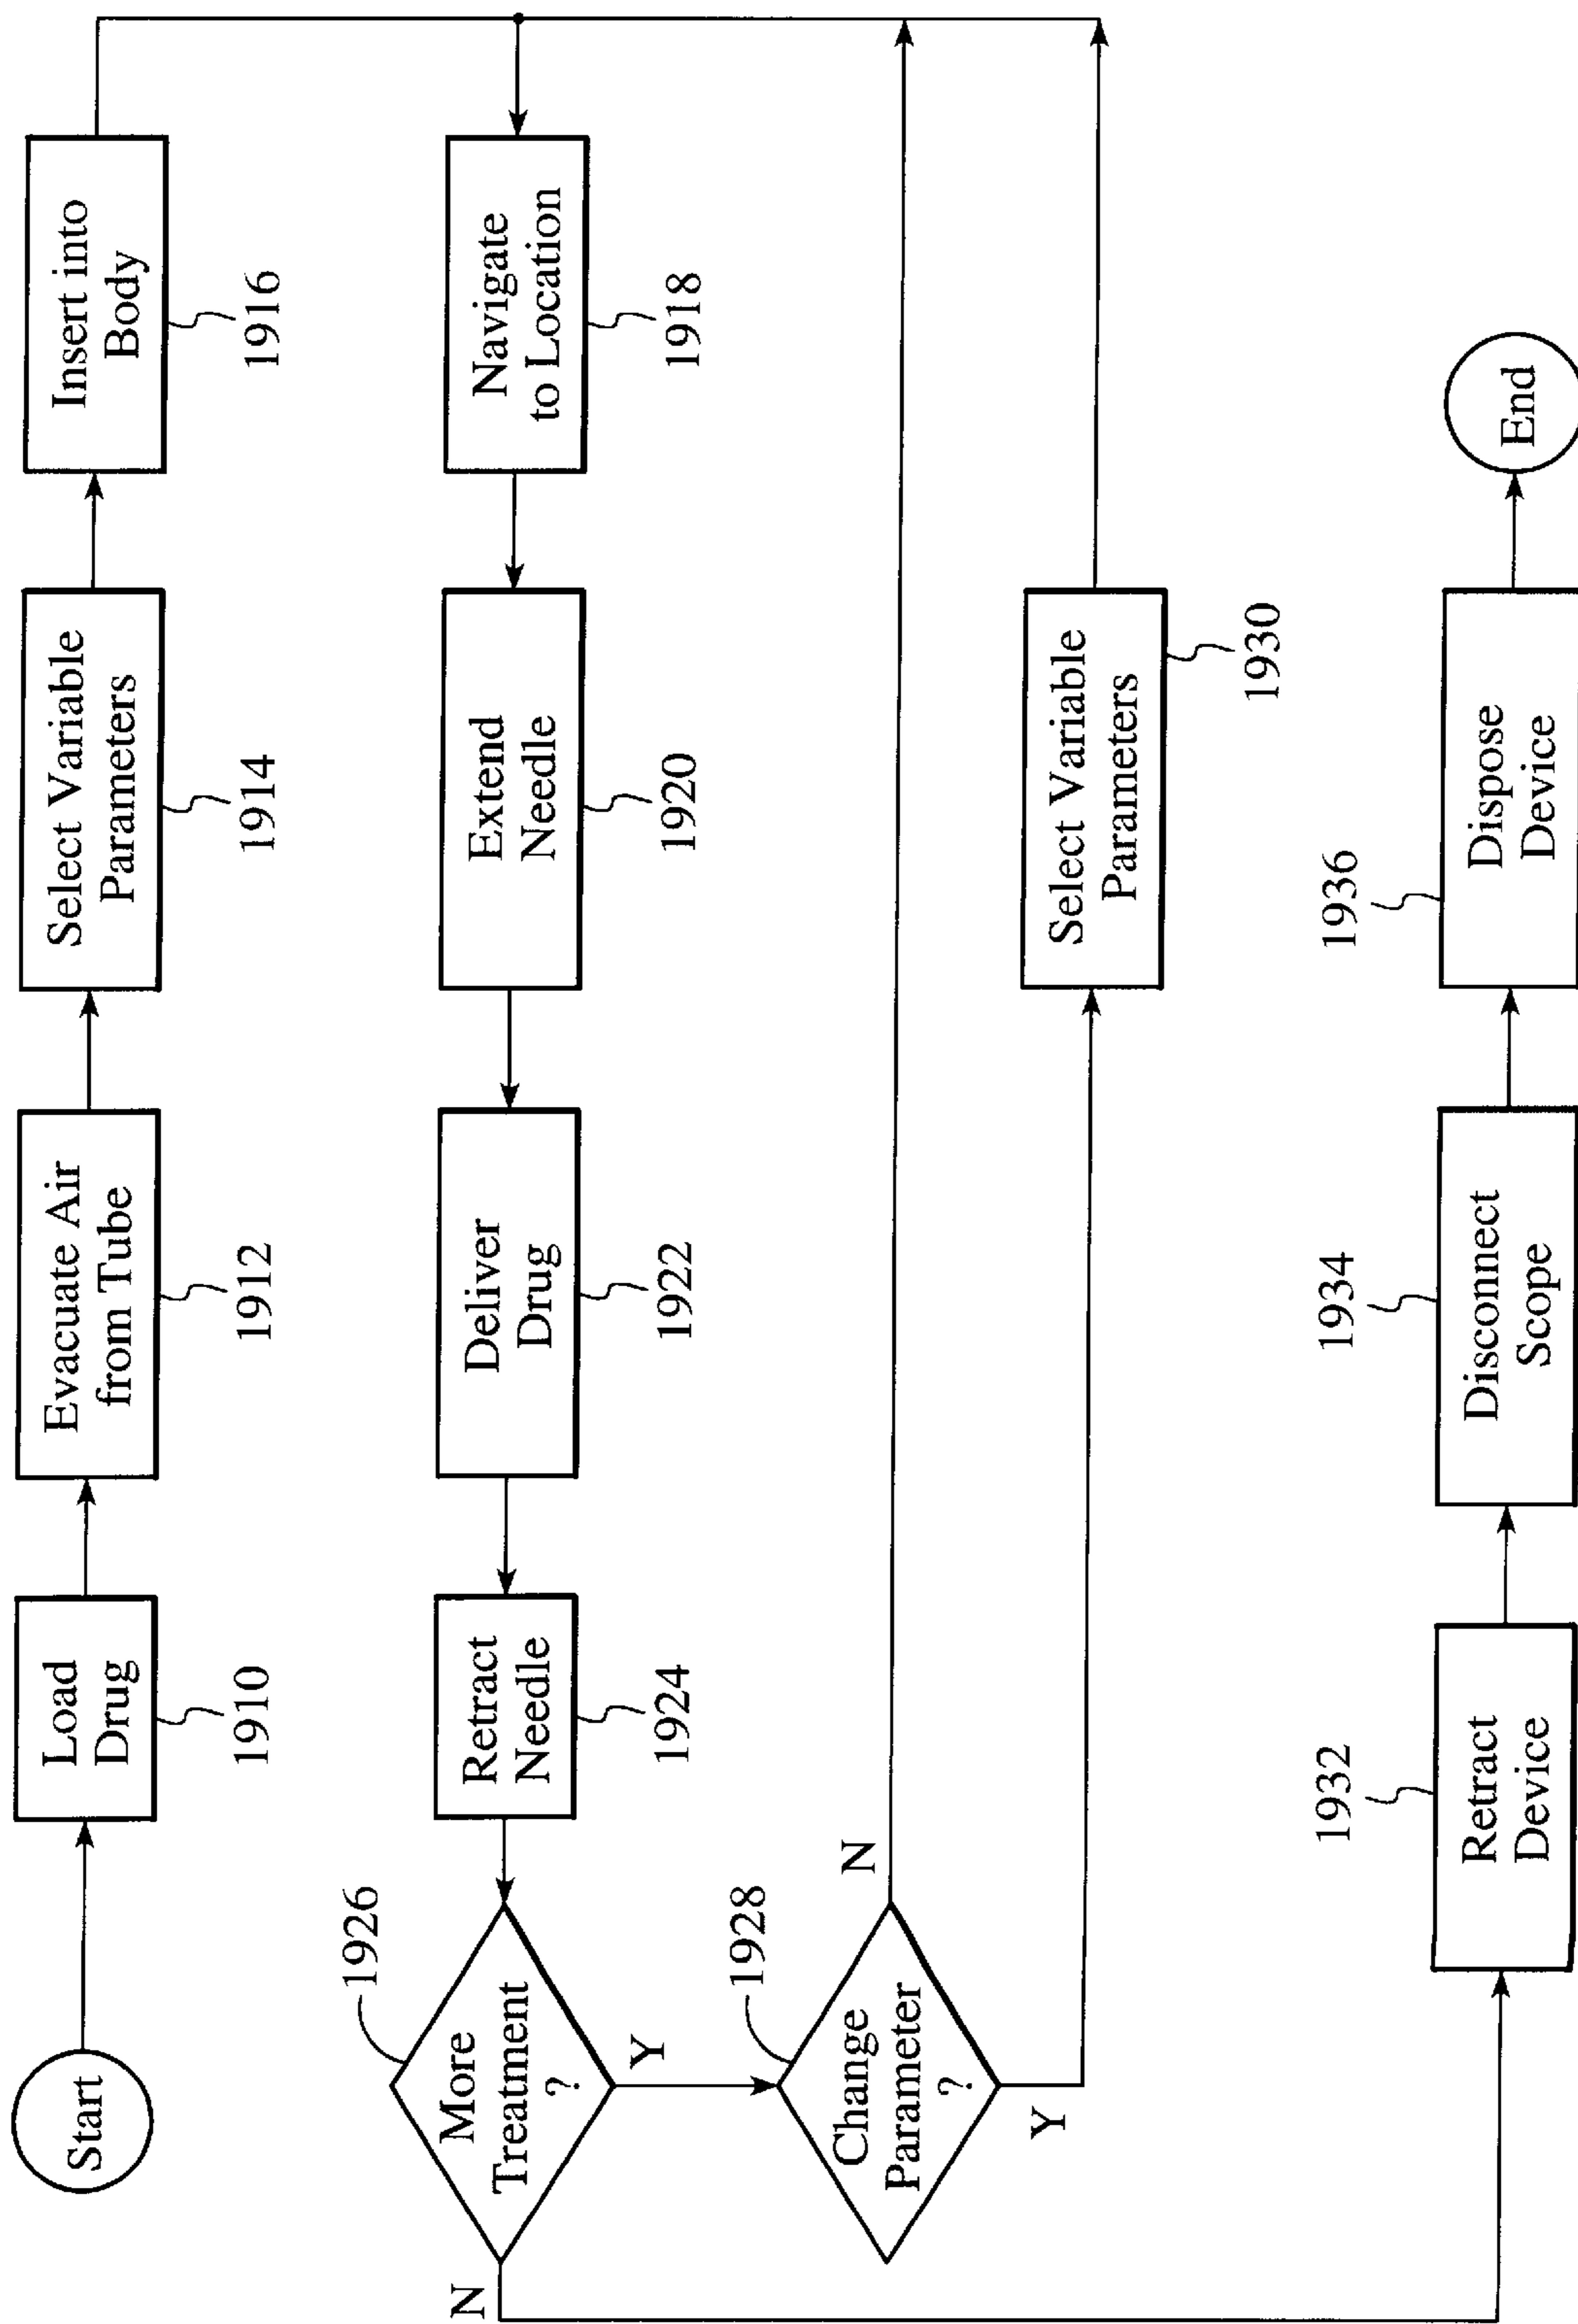 Start
Load
Drug
1910
Evacuate Air
from Tube
1912
Select Variable
Parameters
1914
Insert into
Body
1916
Navigate
to Location
1918
Extend
Needle
1920
Deliver
Drug
1922
Retract
Needle
1924
More
Treatment
?
1926
N
Y
Change
Parameter
?
1928
N
Y
Select Variable
Parameters
1930
Retract
Device
1932
Disconnect
Scope
1934
Dispose
Device
1936
End